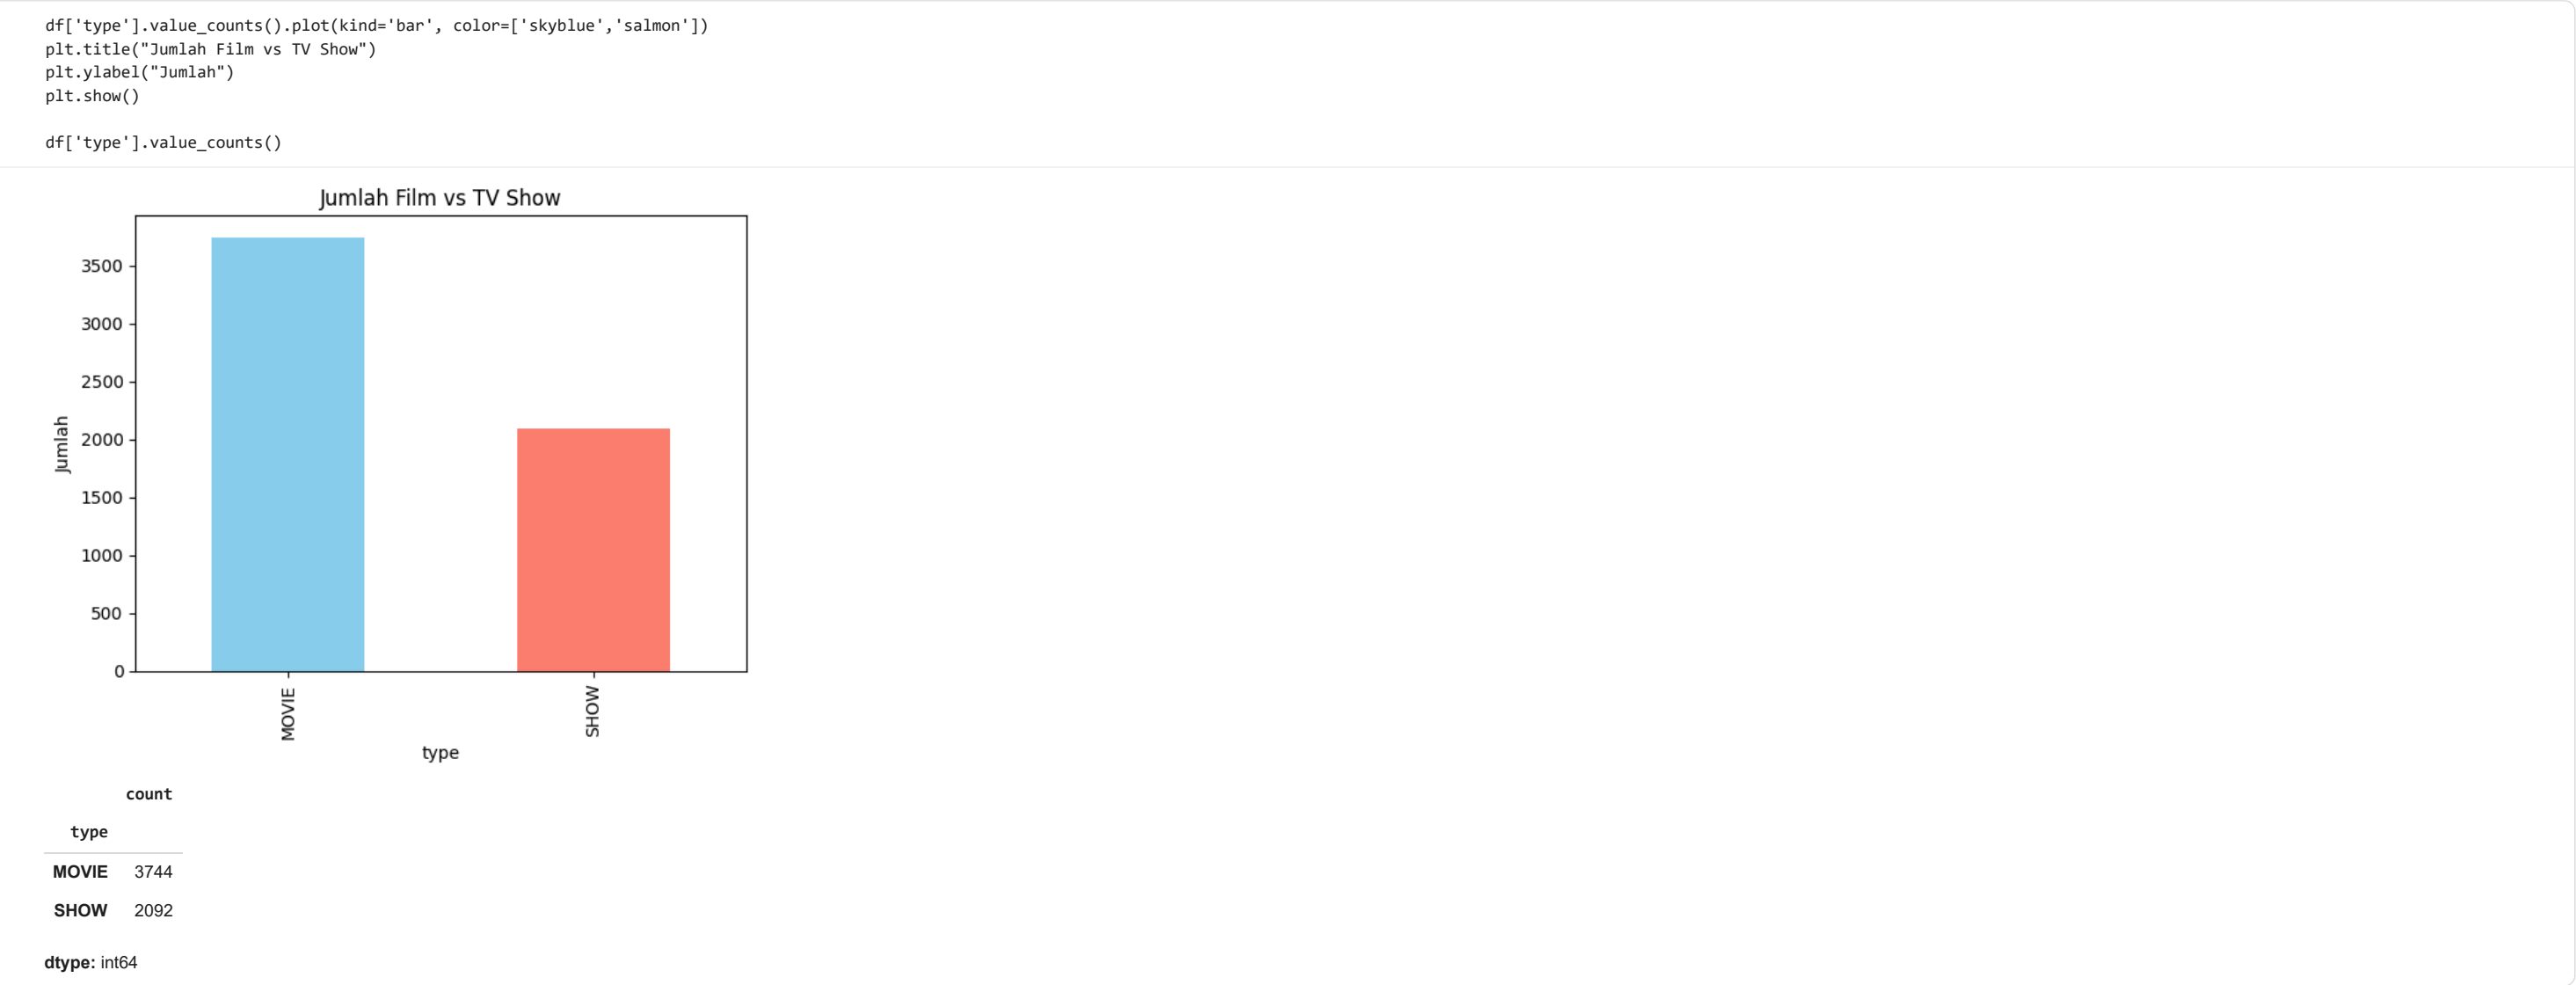 df['type'].value_counts().plot(kind='bar', color=['skyblue','salmon'])
plt.title("Jumlah Film vs TV Show")
plt.ylabel("Jumlah")
plt.show()
df['type'].value_counts()
Jumlah Film vs TV Show
3500
3000
2500
2000
1500
1000
500
0
Jumlah
MOVIE
SHOW
type
count
type
MOVIE 3744
SHOW 2092
dtype: int64